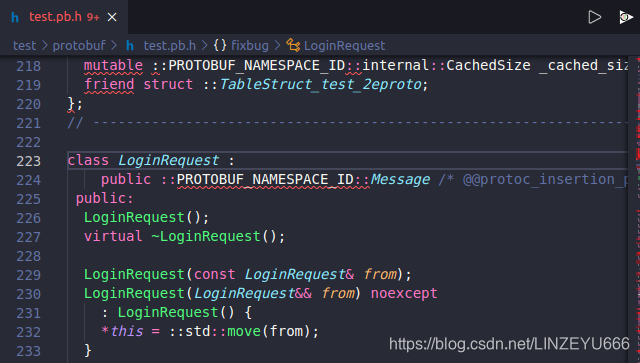 h test.pb.h 9+ ×
test > protobuf > h test.pb.h > {} fixbug > LoginRequest
218 mutable ::PROTOBUF_NAMESPACE_ID::internal::CachedSize _cached_siz
219 friend struct ::TableStruct_test_2eproto;
220 };
221 // -------------------------------------------------------------------
222
223 class LoginRequest :
224 public ::PROTOBUF_NAMESPACE_ID::Message /* @@protoc_insertion_p
225 public:
226 LoginRequest();
227 virtual ~LoginRequest();
228
229 LoginRequest(const LoginRequest& from);
230 LoginRequest(LoginRequest&& from) noexcept
231 : LoginRequest() {
232 *this = ::std::move(from);
233 }
https://blog.csdn.net/LINZEYU666